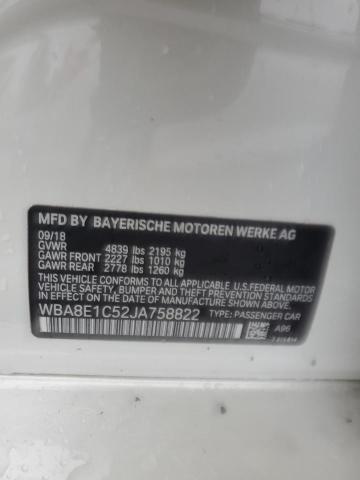 MFD BY BAYERISCHE MOTOREN WERKE AG
09/18
GVWR 4839 lbs 2195 kg
GAWR FRONT 2227 lbs 1010 kg
GAWR REAR 2778 lbs 1260 kg
THIS VEHICLE CONFORMS TO ALL APPLICABLE U.S.FEDERAL MOTOR
VEHICLE SAFETY, BUMPER, AND THEFT PREVENTION STANDARDS
IN EFFECT ON THE DATE OF MANUFACTURE SHOWN ABOVE.
WBA8E1C52JA758822 TYPE: PASSENGER CAR
A96